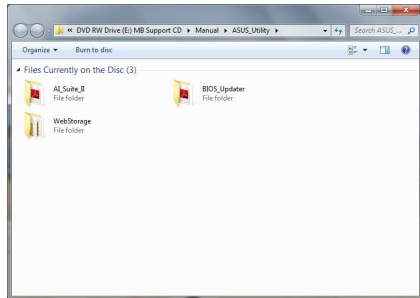 « DVD RW Drive (E:) MB Support CD ▸ Manual ▸ ASUS_Utility ▸
Search ASUS_...
Organize ▾ Burn to disc
Files Currently on the Disc (3)
AI_Suite_II
File folder
BIOS_Updater
File folder
WebStorage
File folder